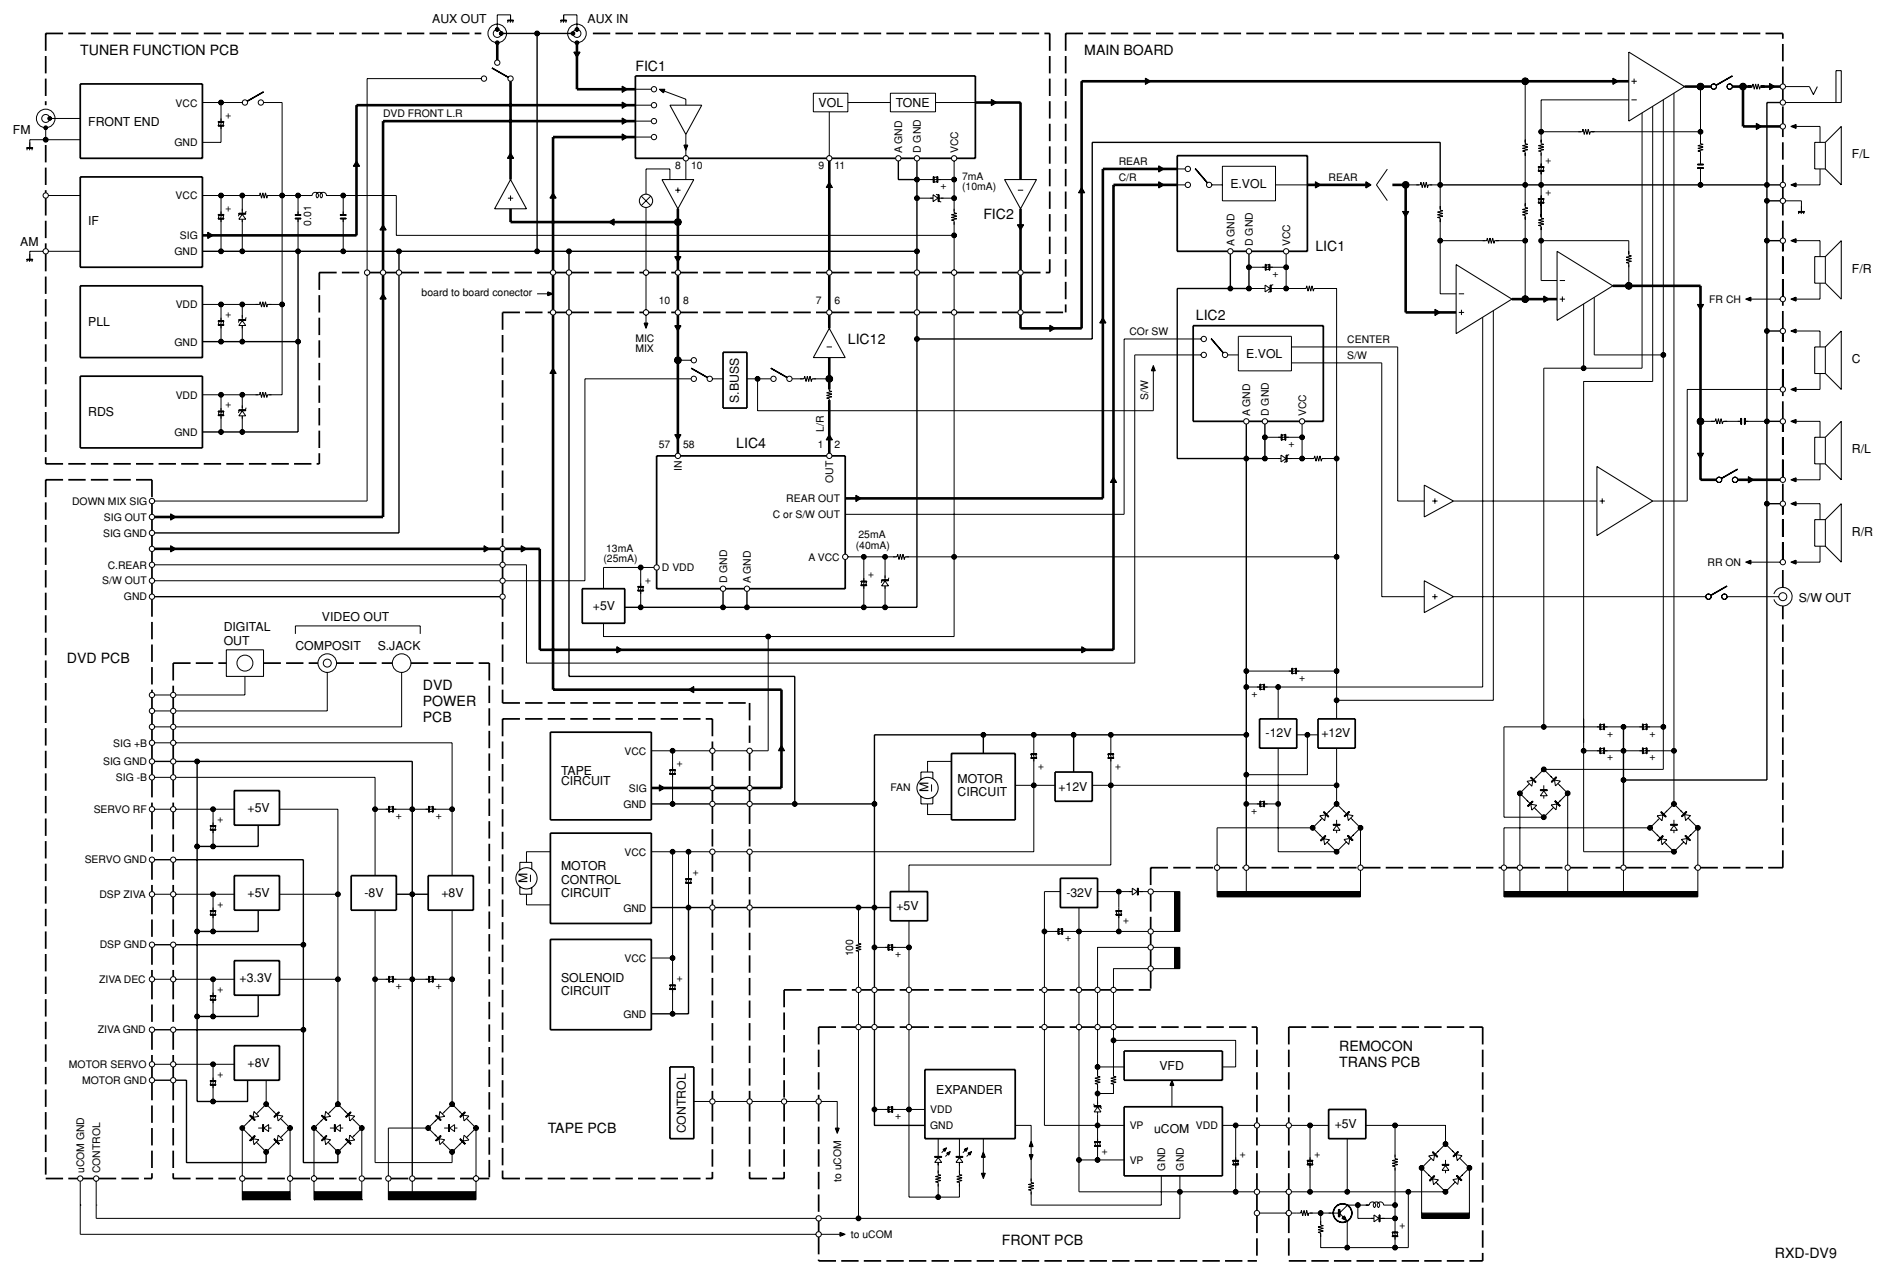 AUX OUT
AUX IN
TUNER FUNCTION PCB
MAIN BOARD
FIC1
VCC
FRONT END
GND
FM
DVD FRONT L.R
VOL
TONE
A GND
D GND
VCC
8
10
9
11
7mA
(10mA)
FIC2
REAR
C/R
E.VOL
REAR
A GND
D GND
VCC
LIC1
F/L
VCC
IF
SIG
GND
0.01
AM
F/R
FR CH
board to board conector
10
8
7
6
MIC
MIX
LIC12
VDD
PLL
GND
LIC2
COr SW
E.VOL
CENTER
S/W
S/W
A GND
D GND
VCC
C
S.BUSS
VDD
RDS
GND
L/R
57
58
LIC4
1
2
IN
OUT
R/L
DOWN MIX SIG
SIG OUT
SIG GND
C.REAR
S/W OUT
GND
REAR OUT
C or S/W OUT
25mA
(40mA)
A VCC
13mA
(25mA)
D VDD
D GND
A GND
+5V
R/R
RR ON
S/W OUT
DVD PCB
DIGITAL
OUT
VIDEO OUT
COMPOSIT
S.JACK
DVD
POWER
PCB
SIG +B
SIG GND
SIG -B
SERVO RF
+5V
SERVO GND
DSP ZIVA
+5V
-8V
+8V
DSP GND
ZIVA DEC
+3.3V
ZIVA GND
MOTOR SERVO
+8V
MOTOR GND
uCOM GND
CONTROL
TAPE
CIRCUIT
VCC
SIG
GND
M
MOTOR
CONTROL
CIRCUIT
VCC
GND
SOLENOID
CIRCUIT
VCC
GND
CONTROL
TAPE PCB
FAN
M
MOTOR
CIRCUIT
+12V
-12V
+12V
+5V
-32V
100
to uCOM
to uCOM
EXPANDER
VDD
GND
VFD
VP
uCOM
VDD
VP
GND
GND
FRONT PCB
REMOCON
TRANS PCB
+5V
RXD-DV9